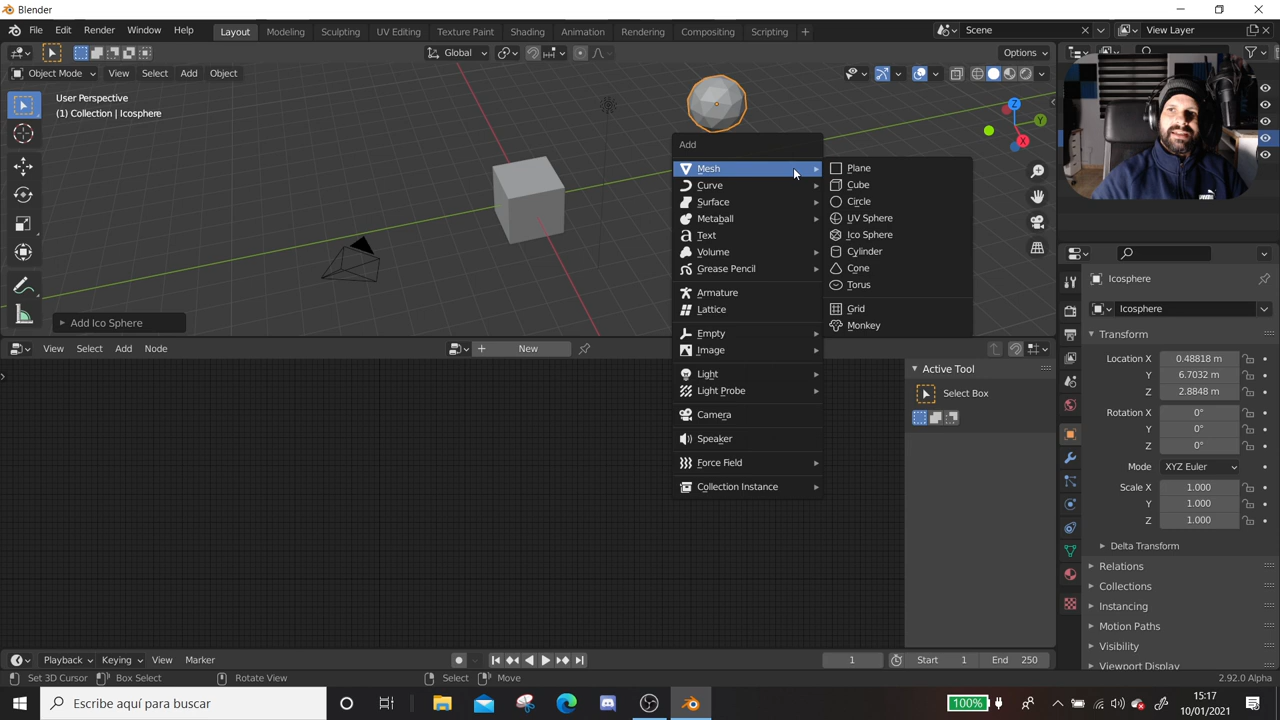 Blender
File Edit Render Window Help Layout Modeling Sculpting UV Editing Texture Paint Shading Animation Rendering Compositing Scripting + Scene View Layer
Global Options
Object Mode View Select Add Object
User Perspective
(1) Collection | Icosphere
Z
Y
X
Add
Mesh
Curve
Surface
Metaball
Text
Volume
Grease Pencil
Armature
Lattice
Empty
Image
Light
Light Probe
Camera
Speaker
Force Field
Collection Instance
Plane
Cube
Circle
UV Sphere
Ico Sphere
Cylinder
Cone
Torus
Grid
Monkey
Add Ico Sphere
View Select Add Node + New
Active Tool
Select Box
Icosphere
Icosphere
Transform
Location X 0.48818 m
Y 6.7032 m
Z 2.8848 m
Rotation X 0°
Y 0°
Z 0°
Mode XYZ Euler
Scale X 1.000
Y 1.000
Z 1.000
Delta Transform
Relations
Collections
Instancing
Motion Paths
Visibility
Viewport Display
Playback Keying View Marker 1 Start 1 End 250
Set 3D Cursor Box Select Rotate View Select Move 2.92.0 Alpha
Escribe aquí para buscar 100% 15:17
10/01/2021